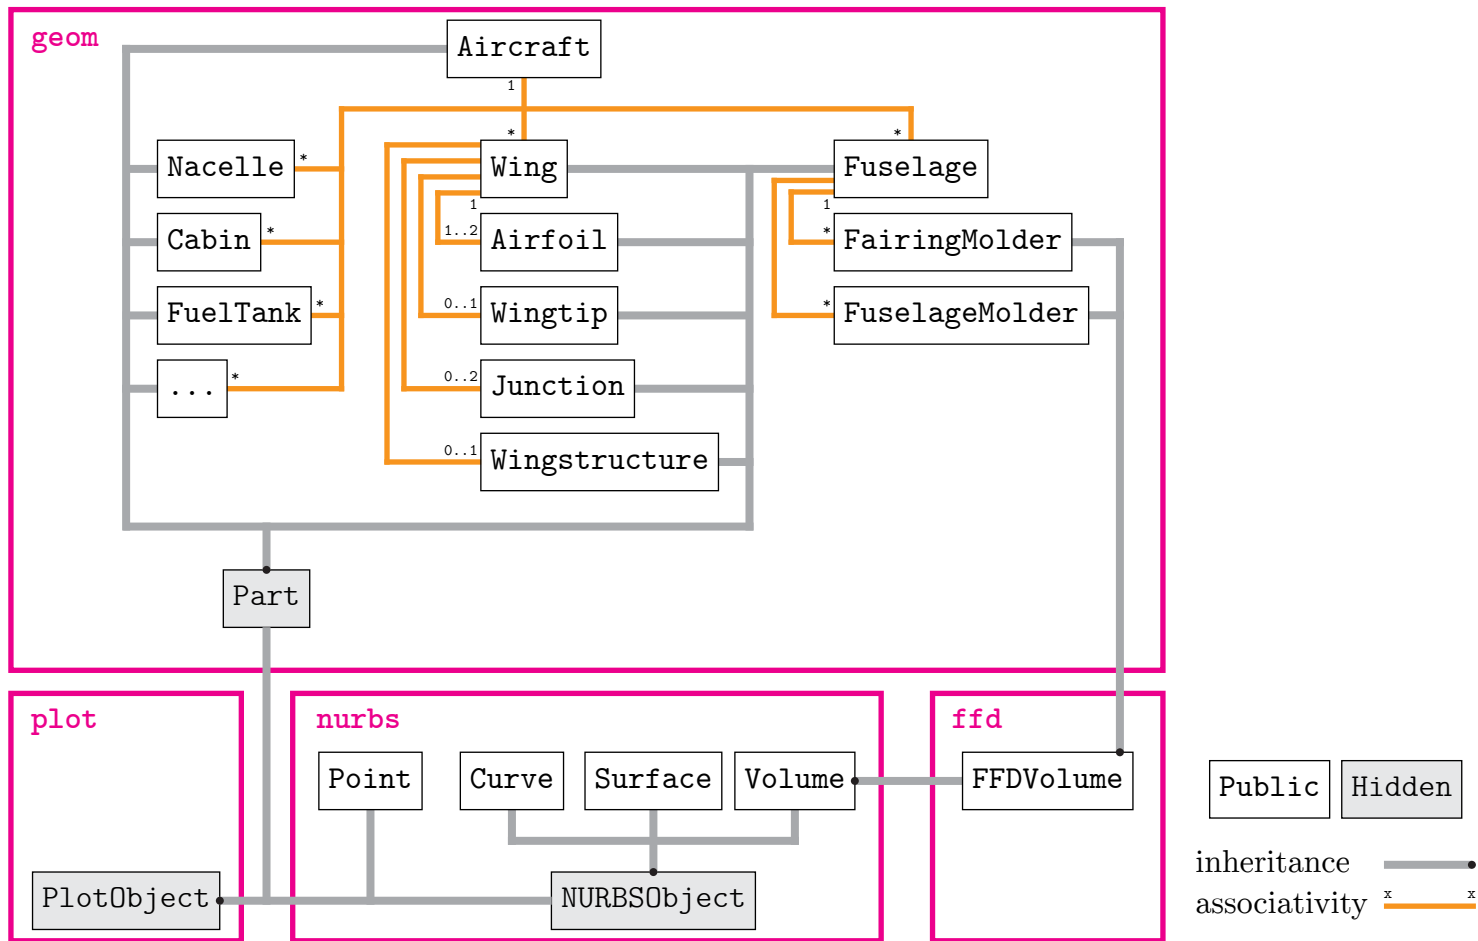 geom
Aircraft
1
*
*
Nacelle
*
Wing
Fuselage
1
1
Cabin
*
1..2
Airfoil
*
FairingMolder
FuelTank
*
0..1
Wingtip
*
FuselageMolder
...
*
0..2
Junction
0..1
Wingstructure
Part
plot
nurbs
ffd
Point
Curve
Surface
Volume
FFDVolume
Public
Hidden
PlotObject
NURBSObject
inheritance
associativity
x
x